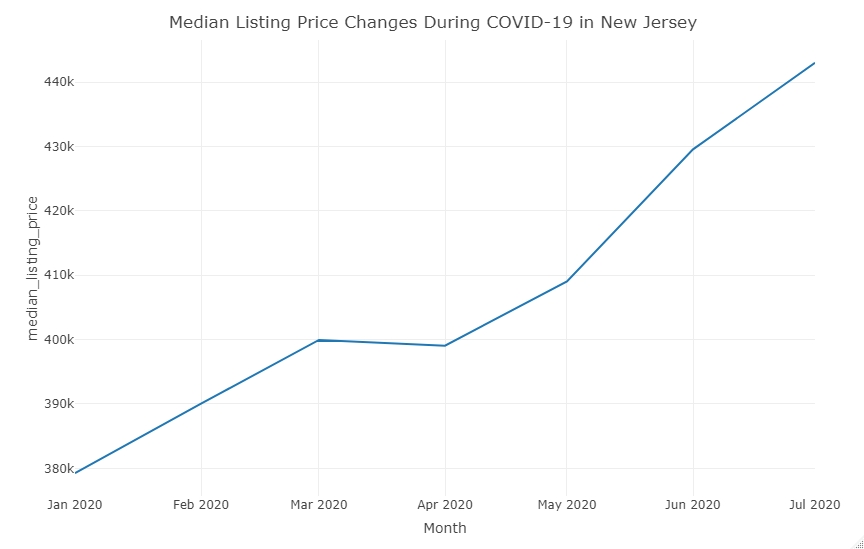 Median Listing Price Changes During COVID-19 in New Jersey
median_listing_price
440k
430k
420k
410k
400k
390k
380k
Jan 2020 Feb 2020 Mar 2020 Apr 2020 May 2020 Jun 2020 Jul 2020
Month